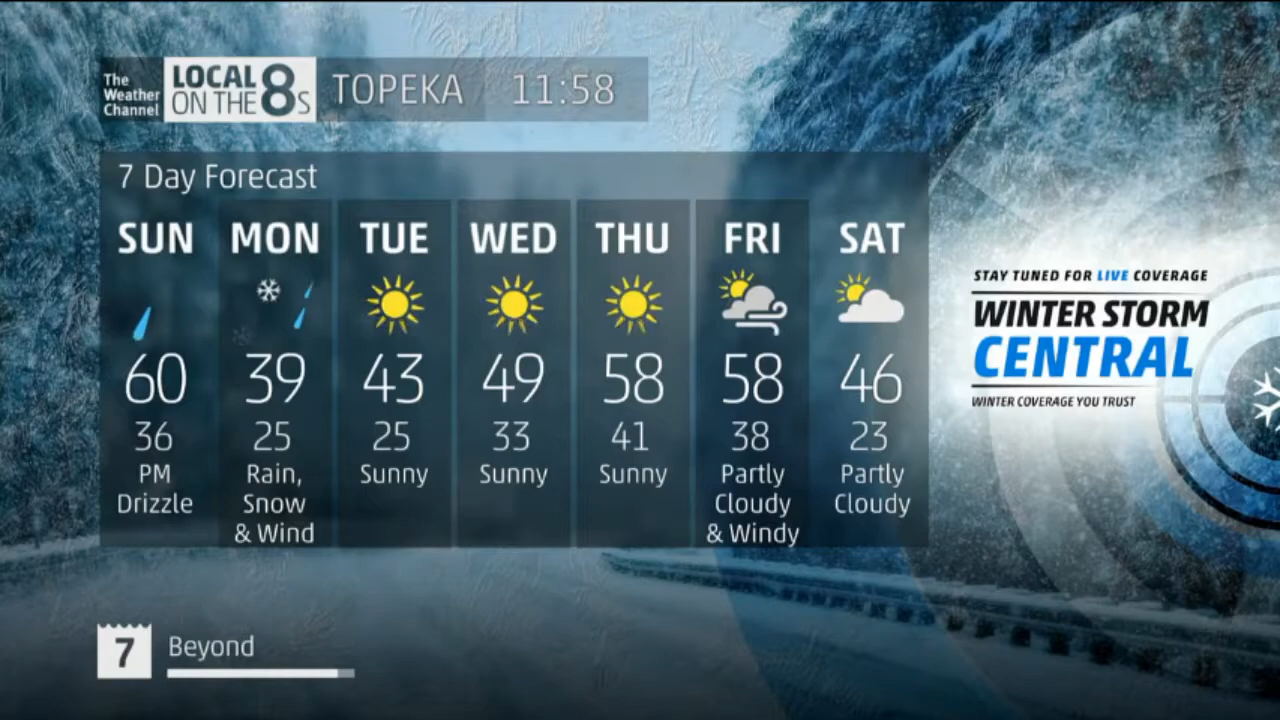 The
Weather
Channel
LOCAL
ON THE 8s
TOPEKA 11:58
7 Day Forecast
SUN MON TUE WED THU FRI SAT
60 39 43 49 58 58 46
36 25 25 33 41 38 23
PM Drizzle
Rain, Snow & Wind
Sunny
Sunny
Sunny
Partly Cloudy & Windy
Partly Cloudy
STAY TUNED FOR LIVE COVERAGE
WINTER STORM
CENTRAL
WINTER COVERAGE YOU TRUST
7 Beyond